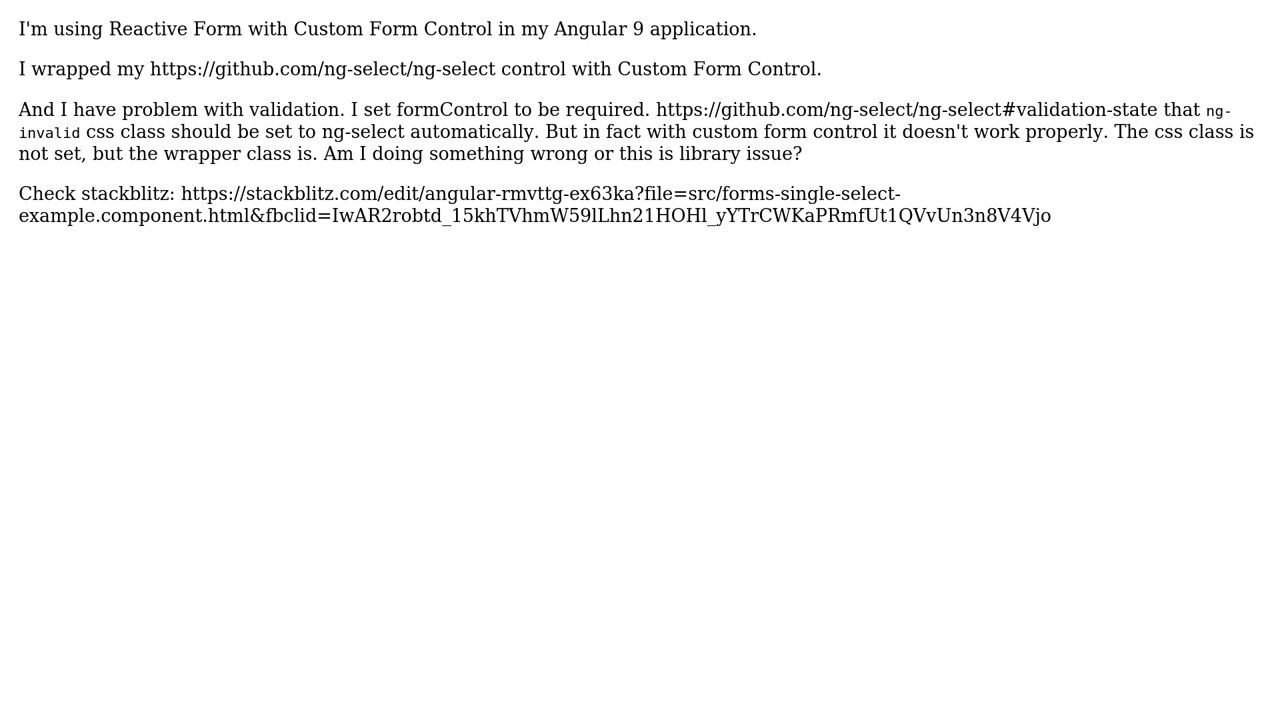 I'm using Reactive Form with Custom Form Control in my Angular 9 application.
I wrapped my https://github.com/ng-select/ng-select control with Custom Form Control.
And I have problem with validation. I set formControl to be required. https://github.com/ng-select/ng-select#validation-state that ng-
invalid css class should be set to ng-select automatically. But in fact with custom form control it doesn't work properly. The css class is
not set, but the wrapper class is. Am I doing something wrong or this is library issue?
Check stackblitz: https://stackblitz.com/edit/angular-rmvttg-ex63ka?file=src/forms-single-select-
example.component.html&fbclid=IwAR2robtd_15khTVhmW59lLhn21HOHl_yYTrCWKaPRmfUt1QVvUn3n8V4Vjo